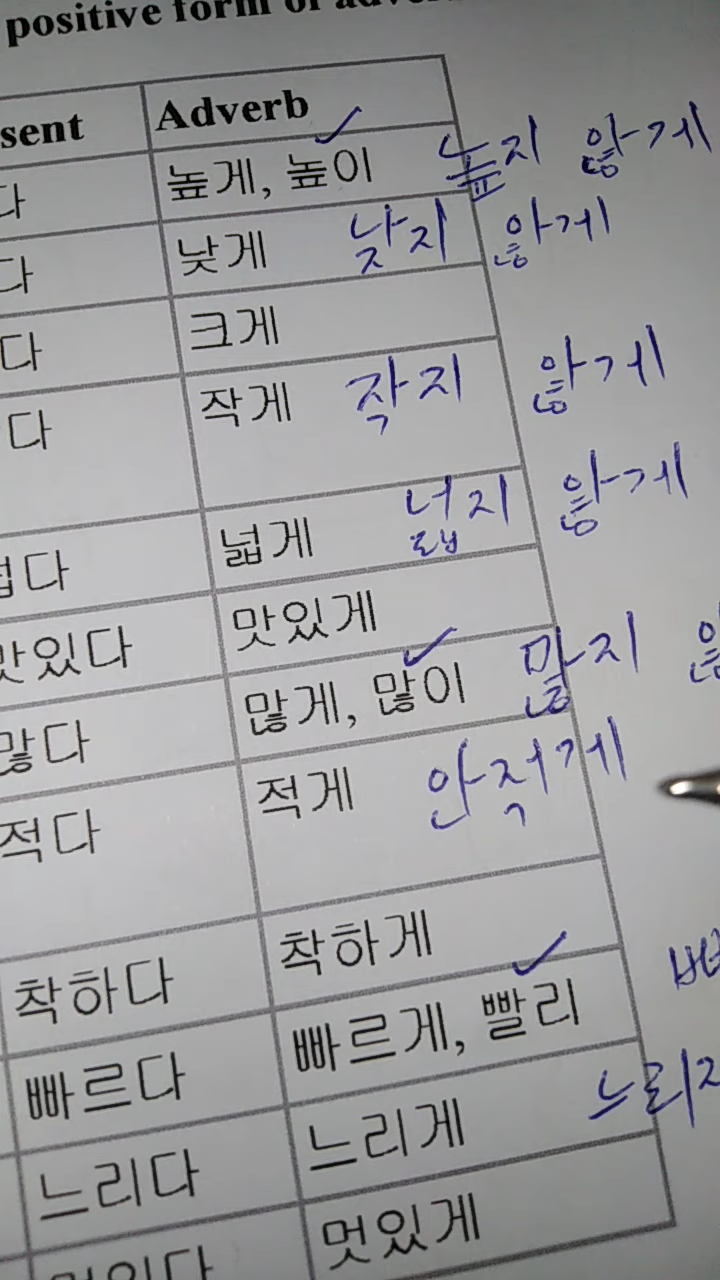 positive form of
sent Adverb
다 높게, 높이 높지 않게
다 낮게 낮지 않게
다 크게
다 작게 작지 않게
다 넓게 넓지 않게
ㄹㅂ
맛있다 맛있게
많다 많게, 많이 많지
적다 적게 안적게
착하다 착하게
빠르다 빠르게, 빨리
느리다 느리게 느리지
멋있게